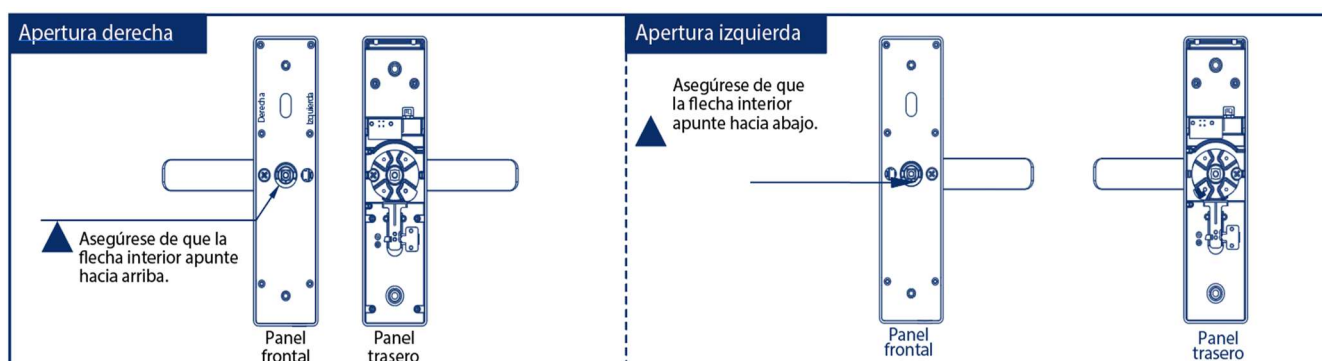 Apertura derecha
Derecha
Izquierda
Asegúrese de que la
flecha interior apunte
hacia arriba.
Panel
frontal
Panel
trasero
Apertura izquierda
Asegúrese de que
la flecha interior
apunte hacia abajo.
Panel
frontal
Panel
trasero